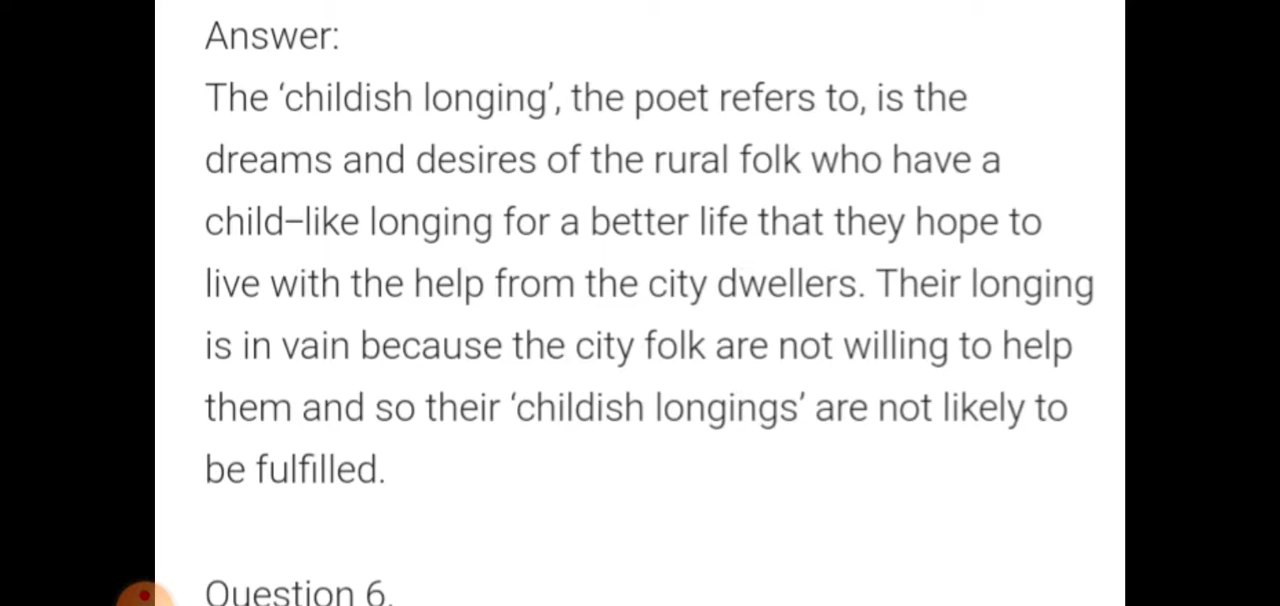 Answer:
The ‘childish longing’, the poet refers to, is the
dreams and desires of the rural folk who have a
child–like longing for a better life that they hope to
live with the help from the city dwellers. Their longing
is in vain because the city folk are not willing to help
them and so their ‘childish longings’ are not likely to
be fulfilled.
Question 6.